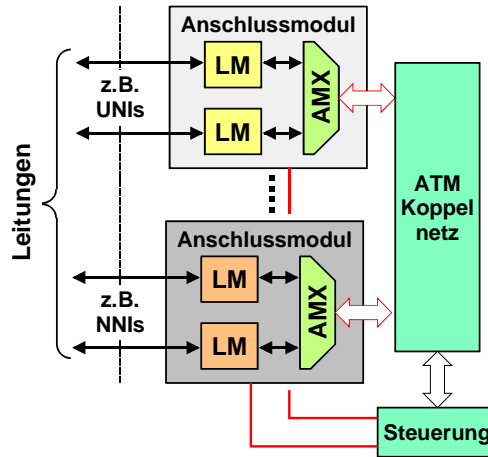 Anschlussmodul
LM
LM
AMX
z.B.
UNIs
Leitungen
ATM
Koppel
netz
Anschlussmodul
LM
LM
AMX
z.B.
NNIs
Steuerung